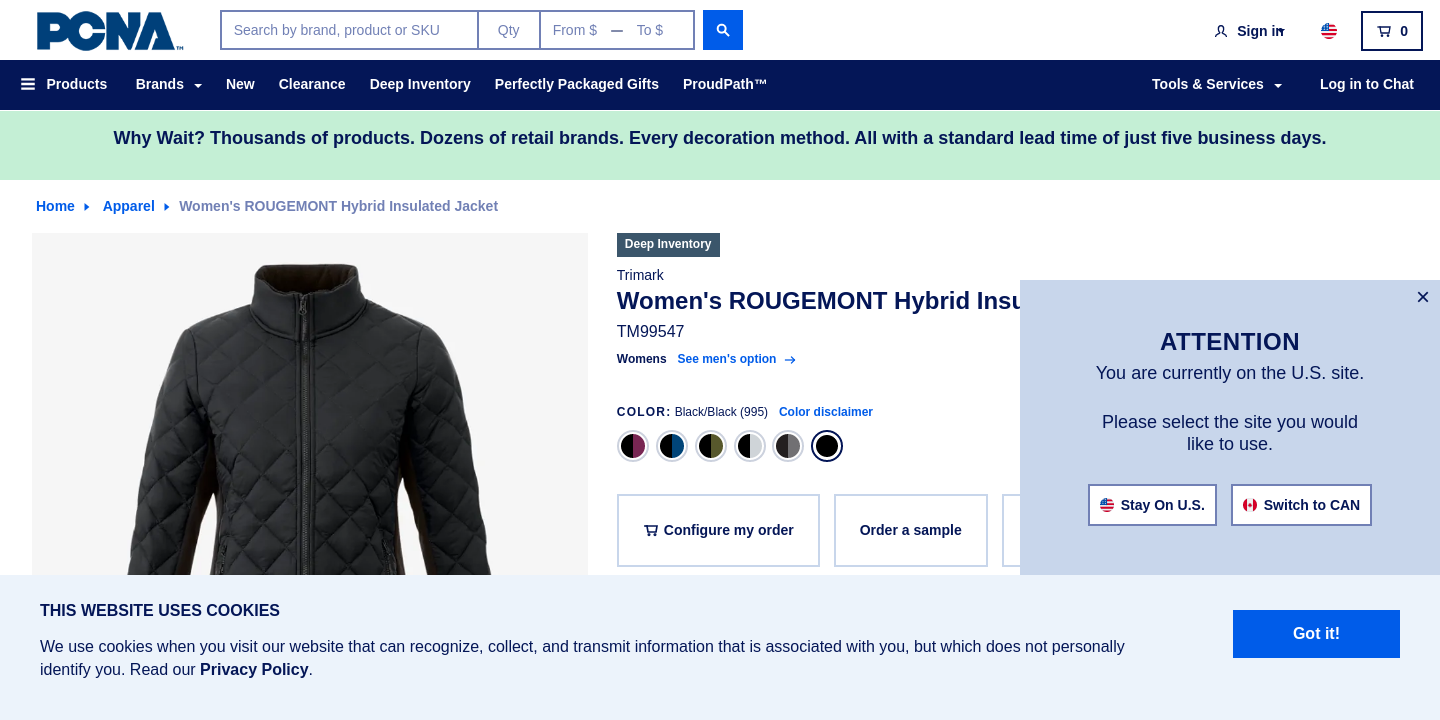 PCNA™
Search by brand, product or SKU
Qty
From $ — To $
Sign in
0
Products
Brands
New
Clearance
Deep Inventory
Perfectly Packaged Gifts
ProudPath™
Tools & Services
Log in to Chat
Why Wait? Thousands of products. Dozens of retail brands. Every decoration method. All with a standard lead time of just five business days.
Home
Apparel
Women's ROUGEMONT Hybrid Insulated Jacket
Deep Inventory
Trimark
Women's ROUGEMONT Hybrid Insu
TM99547
Womens See men's option
COLOR: Black/Black (995) Color disclaimer
Configure my order
Order a sample
×
ATTENTION
You are currently on the U.S. site.
Please select the site you would
like to use.
Stay On U.S.
Switch to CAN
THIS WEBSITE USES COOKIES
We use cookies when you visit our website that can recognize, collect, and transmit information that is associated with you, but which does not personally
identify you. Read our Privacy Policy.
Got it!